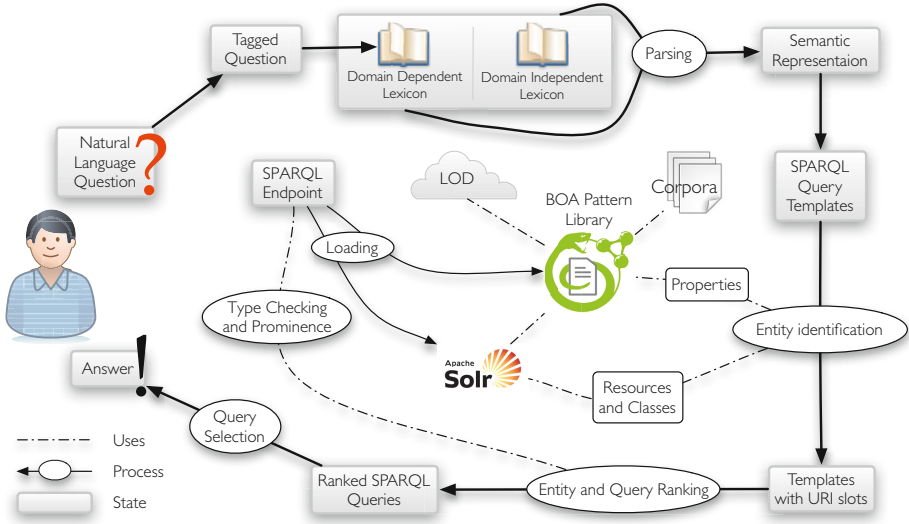 Tagged
Question
Domain Dependent
Lexicon
Domain Independent
Lexicon
Parsing
Semantic
Representaion
Natural
Language
Question
?
SPARQL
Endpoint
LOD
BOA Pattern
Library
Corpora
SPARQL
Query
Templates
Loading
Properties
Type Checking
and Prominence
Entity identification
Answer
!
Apache
Solr
Resources
and Classes
Query
Selection
Uses
Process
State
Ranked SPARQL
Queries
Entity and Query Ranking
Templates
with URI slots